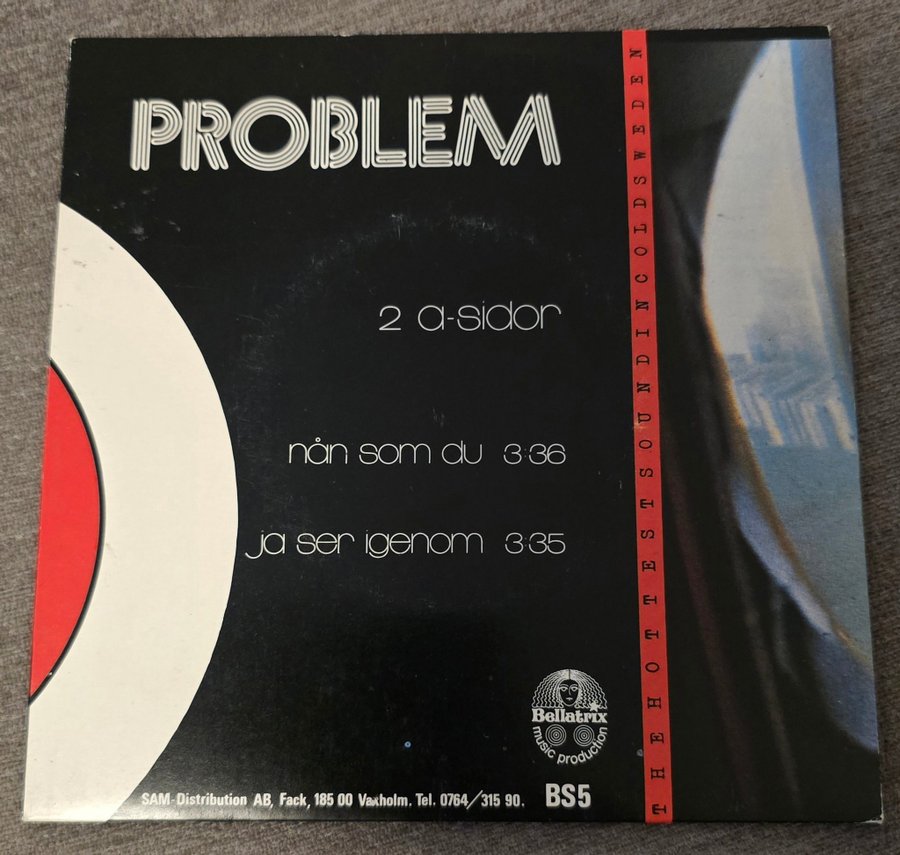 PROBLEM
2 a-sidor
nån som du 3:36
ja ser igenom 3:35
Bellatrix
music production
SAM-Distribution AB, Fack, 185 00 Vaxholm. Tel. 0764/315 90. BS5
THEHOTTESTSOUNDINCOLDSWEDEN